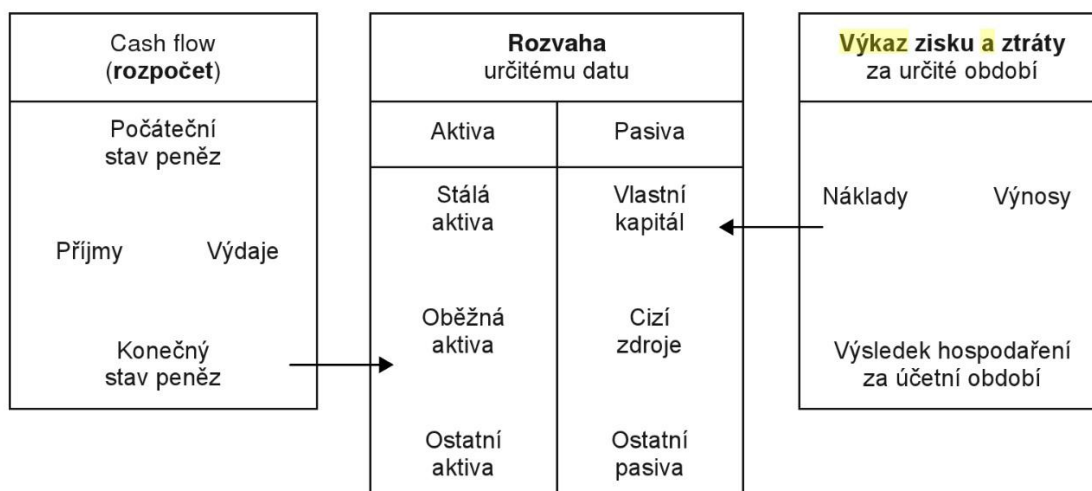 Cash flow
(rozpočet)
Počáteční
stav peněz
Příjmy Výdaje
Konečný
stav peněz
Rozvaha
určitému datu
Aktiva Pasiva
Stálá
aktiva
Vlastní
kapitál
Oběžná
aktiva
Cizí
zdroje
Ostatní
aktiva
Ostatní
pasiva
Výkaz zisku a ztráty
za určité období
Náklady Výnosy
Výsledek hospodaření
za účetní období